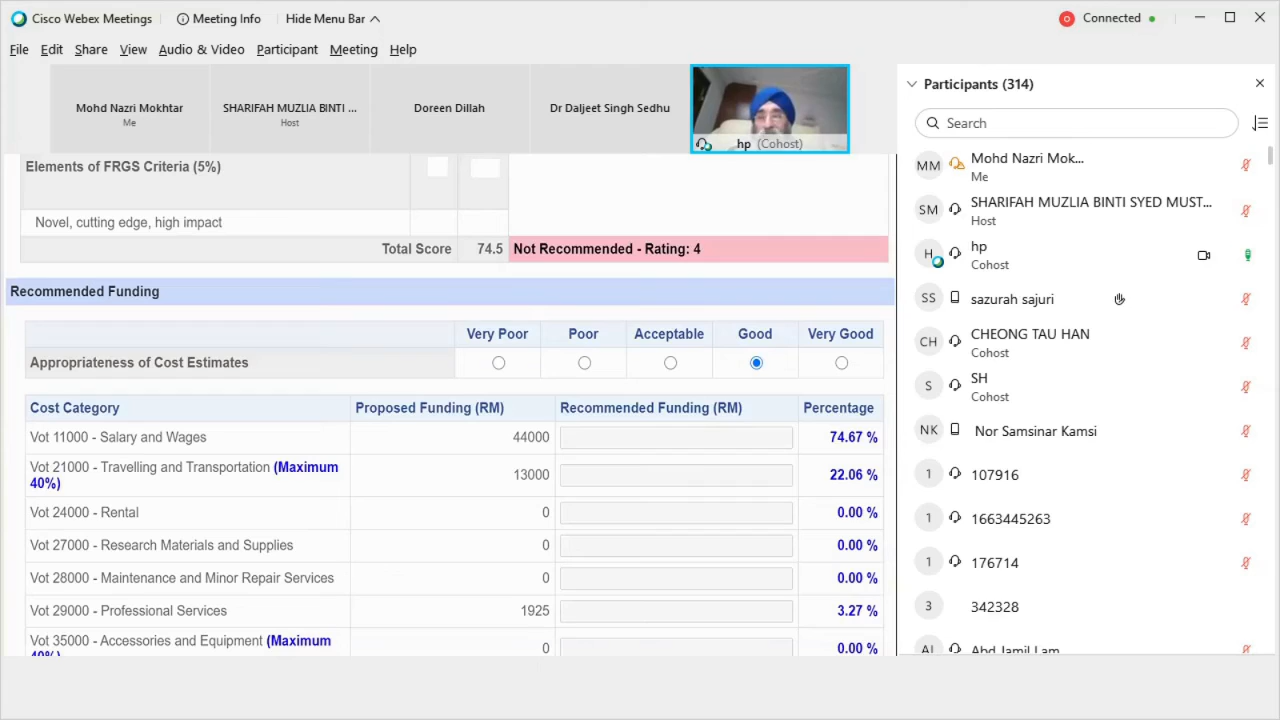 Cisco Webex Meetings Meeting Info Hide Menu Bar Connected
File Edit Share View Audio & Video Participant Meeting Help
Mohd Nazri Mokhtar
Me
SHARIFAH MUZLIA BINTI ...
Host
Doreen Dillah
Dr Daljeet Singh Sedhu
hp (Cohost)
Elements of FRGS Criteria (5%)
Novel, cutting edge, high impact
Total Score 74.5 Not Recommended - Rating: 4
Recommended Funding
Very Poor Poor Acceptable Good Very Good
Appropriateness of Cost Estimates
Cost Category Proposed Funding (RM) Recommended Funding (RM) Percentage
Vot 11000 - Salary and Wages 44000 74.67 %
Vot 21000 - Travelling and Transportation (Maximum
40%) 13000 22.06 %
Vot 24000 - Rental 0 0.00 %
Vot 27000 - Research Materials and Supplies 0 0.00 %
Vot 28000 - Maintenance and Minor Repair Services 0 0.00 %
Vot 29000 - Professional Services 1925 3.27 %
Vot 35000 - Accessories and Equipment (Maximum
40%) 0 0.00 %
Participants (314)
Search
MM Mohd Nazri Mok...
Me
SM SHARIFAH MUZLIA BINTI SYED MUST...
Host
H hp
Cohost
SS sazurah sajuri
CH CHEONG TAU HAN
Cohost
S SH
Cohost
NK Nor Samsinar Kamsi
1 107916
1 1663445263
1 176714
3 342328
AL Abd Jamil Lam